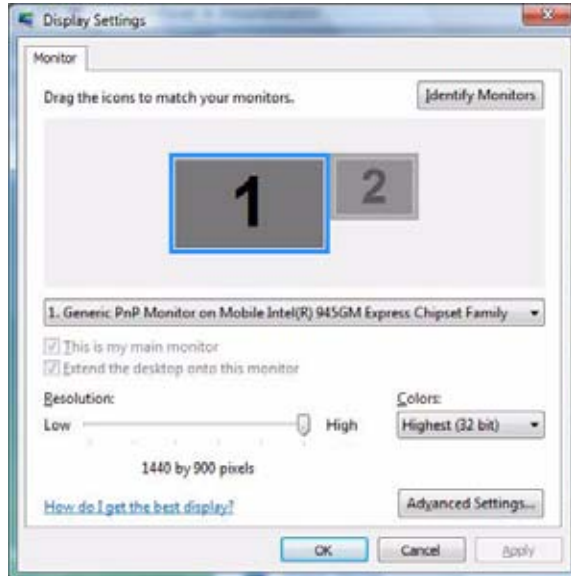 Display Settings
Monitor
Drag the icons to match your monitors.
Identify Monitors
1
2
1. Generic PnP Monitor on Mobile Intel(R) 945GM Express Chipset Family
This is my main monitor
Extend the desktop onto this monitor
Resolution:
Colors:
Low
High
Highest (32 bit)
1440 by 900 pixels
How do I get the best display?
Advanced Settings...
OK
Cancel
Apply